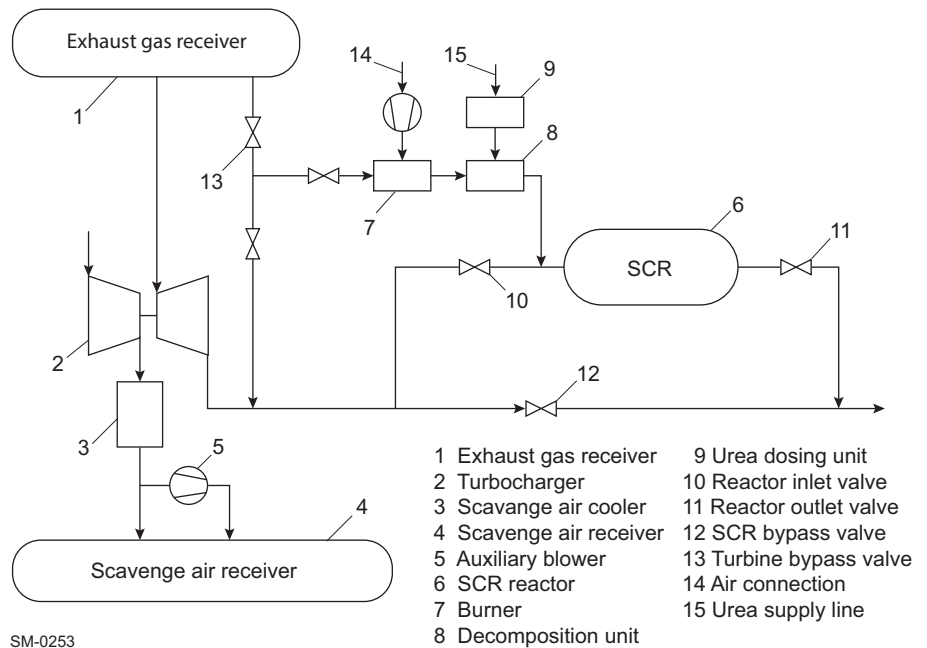 Exhaust gas receiver
1
14
15
9
8
13
7
6
SCR
11
10
2
12
3
5
4
Scavenge air receiver
1 Exhaust gas receiver
2 Turbocharger
3 Scavange air cooler
4 Scavenge air receiver
5 Auxiliary blower
6 SCR reactor
7 Burner
8 Decomposition unit
9 Urea dosing unit
10 Reactor inlet valve
11 Reactor outlet valve
12 SCR bypass valve
13 Turbine bypass valve
14 Air connection
15 Urea supply line
SM-0253